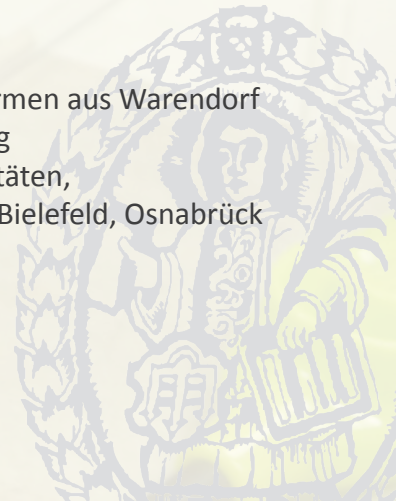 rmen aus Warendorf
g
täten,
Bielefeld, Osnabrück